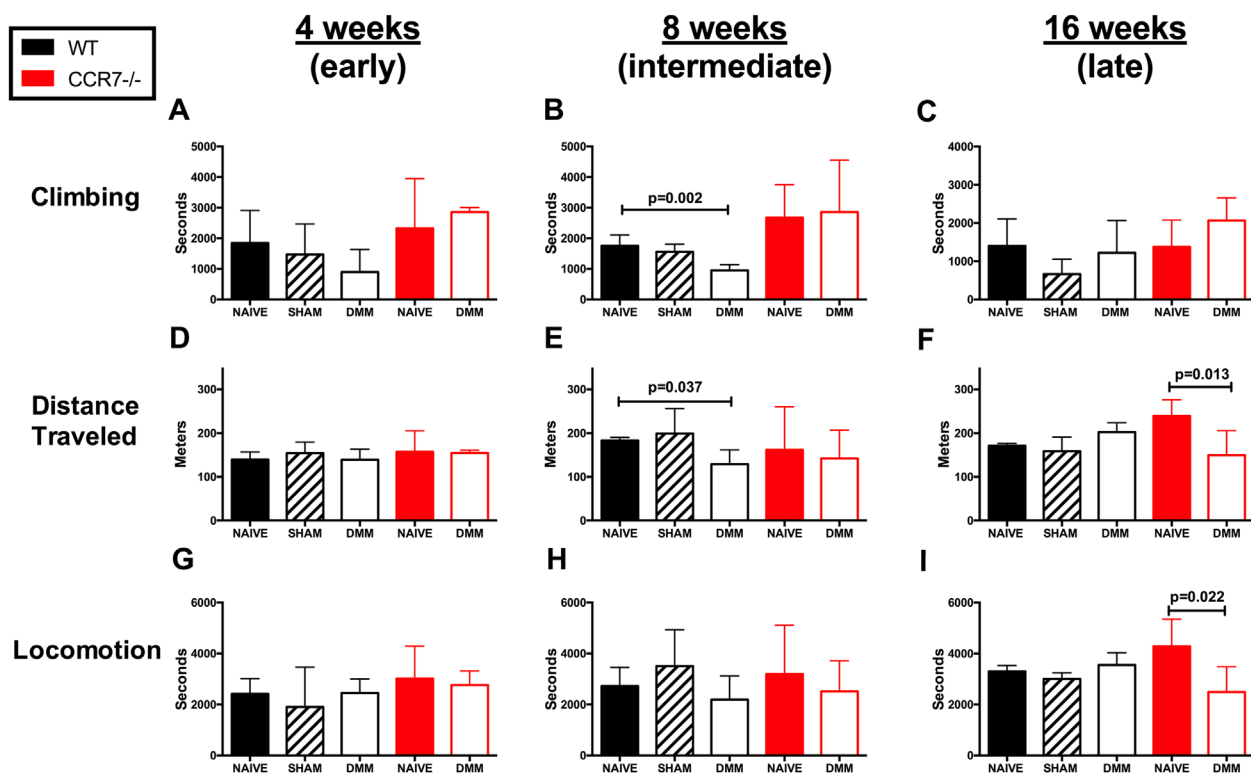 WT
CCR7-/-
4 weeks
(early)
8 weeks
(intermediate)
16 weeks
(late)
Climbing
A
Seconds
5000
4000
3000
2000
1000
0
NAIVE SHAM DMM NAIVE DMM
B
Seconds
5000
4000
3000
2000
1000
0
p=0.002
NAIVE SHAM DMM NAIVE DMM
C
Seconds
4000
3000
2000
1000
0
NAIVE SHAM DMM NAIVE DMM
Distance
Traveled
D
Meters
300
200
100
0
NAIVE SHAM DMM NAIVE DMM
E
Meters
300
200
100
0
p=0.037
NAIVE SHAM DMM NAIVE DMM
F
Meters
300
200
100
0
p=0.013
NAIVE SHAM DMM NAIVE DMM
Locomotion
G
Seconds
6000
4000
2000
0
NAIVE SHAM DMM NAIVE DMM
H
Seconds
6000
4000
2000
0
NAIVE SHAM DMM NAIVE DMM
I
Seconds
6000
4000
2000
0
p=0.022
NAIVE SHAM DMM NAIVE DMM